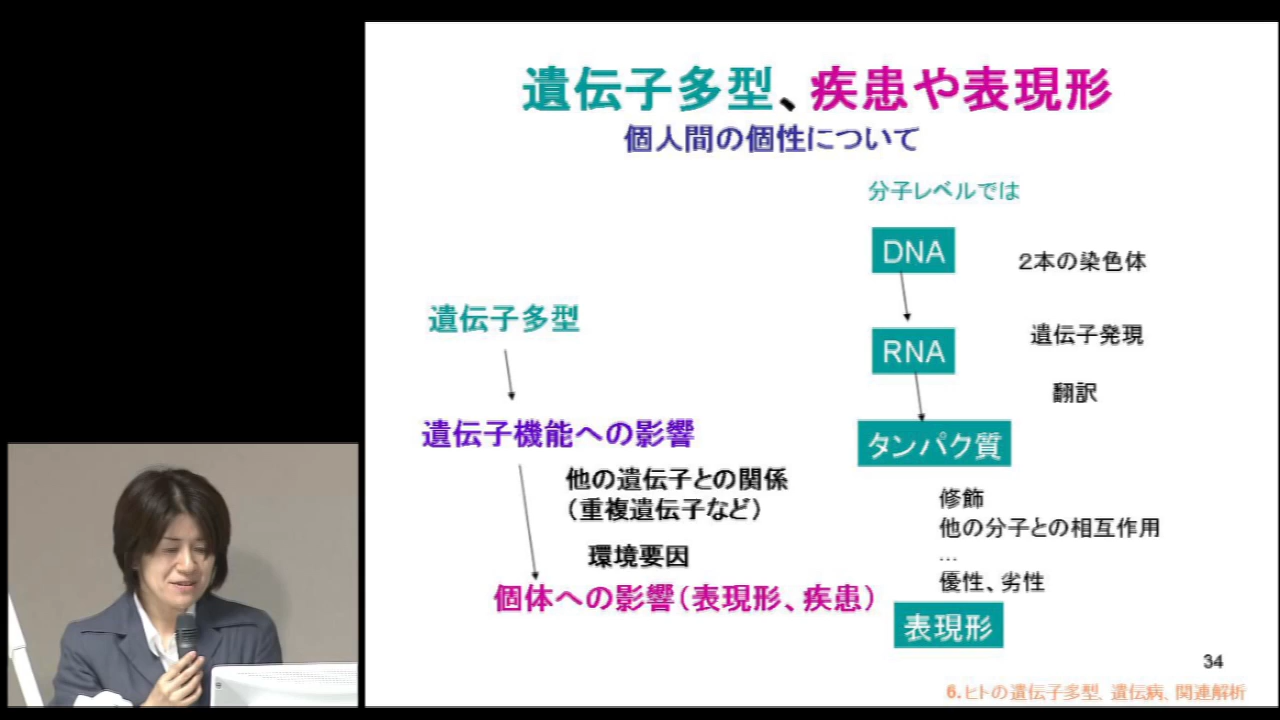 遺伝子多型、疾患や表現形
個人間の個性について
分子レベルでは
DNA
2本の染色体
遺伝子多型
RNA
遺伝子発現
翻訳
遺伝子機能への影響
タンパク質
他の遺伝子との関係
(重複遺伝子など)
修飾
他の分子との相互作用
環境要因
…
優性、劣性
個体への影響(表現形、疾患)
表現形
34
6.ヒトの遺伝子多型、遺伝病、関連解析